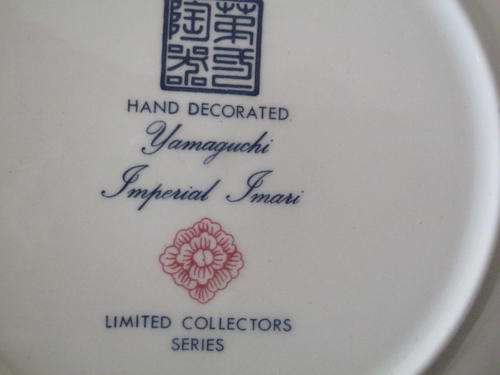 HAND DECORATED
Yamaguchi
Imperial Imari
LIMITED COLLECTORS
SERIES